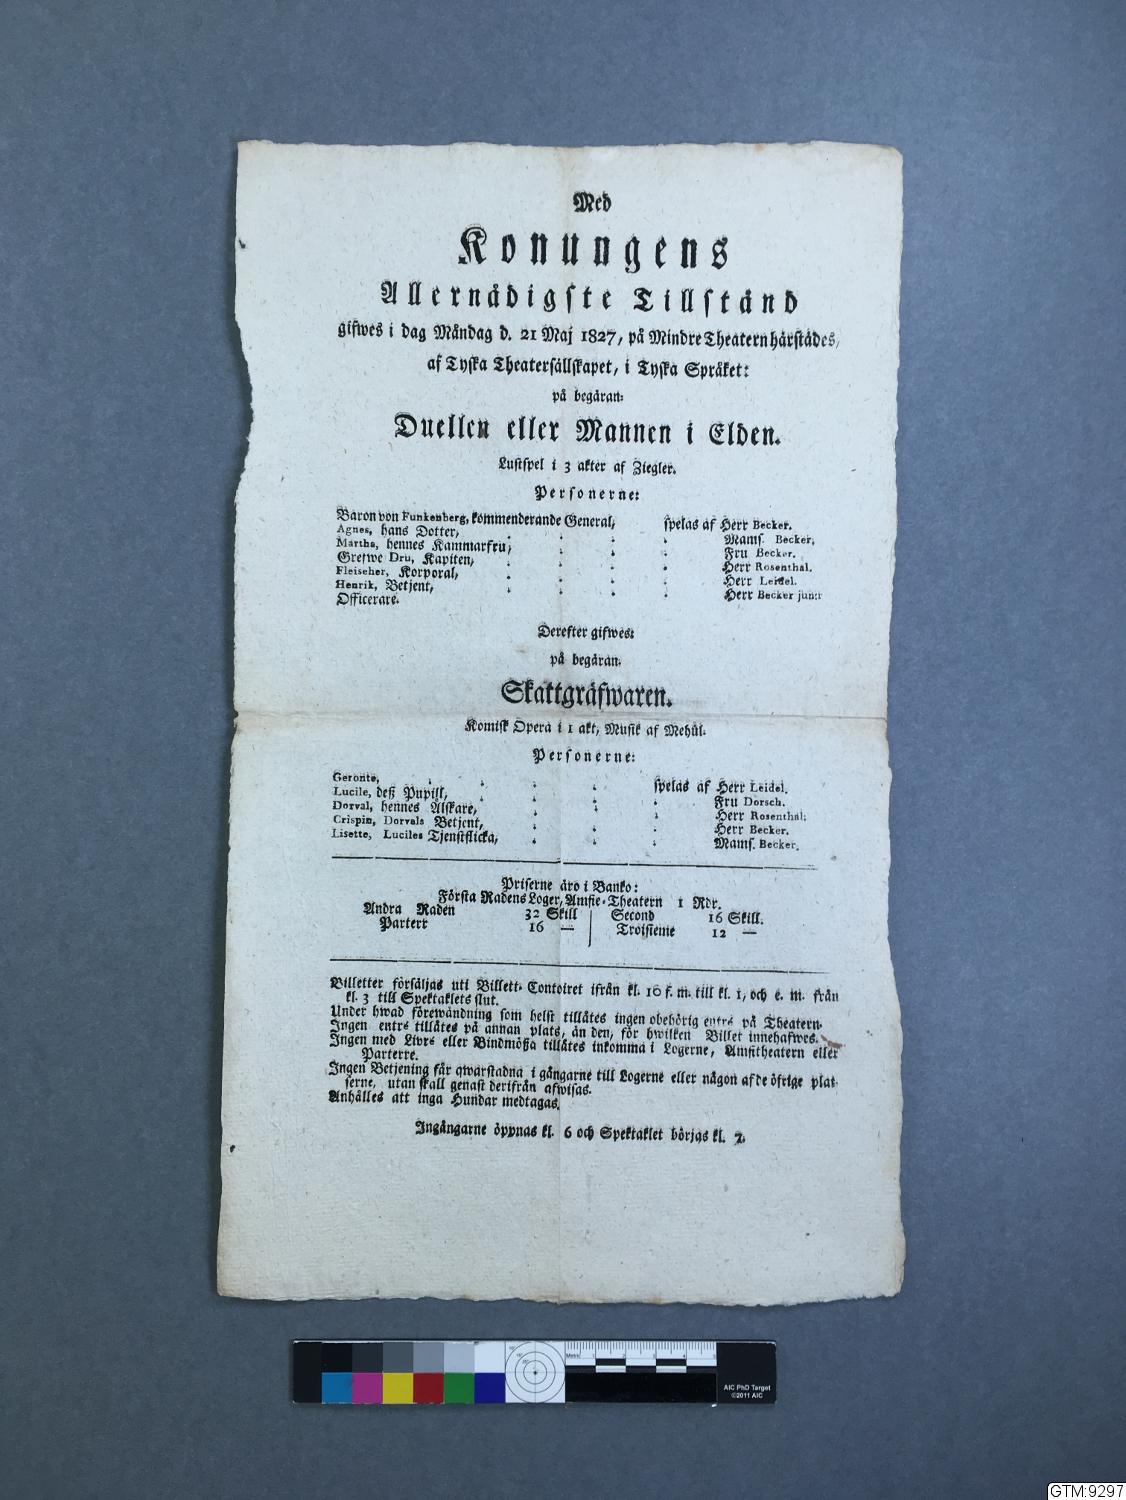 Med
Konungens
Allernådigste Tillstånd
gifwes i dag Måndag d. 21 Maj 1827, på Mindre Theatern härstädes,
af Tyska Theatersällskapet, i Tyska Språket:
på begäran:
Duellen eller Mannen i Elden.
Lustspel i 3 akter af Ziegler.
Personerne:
Baron von Funkenberg, kommenderande General, spelas af Herr Becker.
Agnes, hans Dotter, Mams. Becker.
Martha, hennes Kammarfru, Fru Becker.
Grefwe Dru, Kapiten, Herr Rosenthal.
Fleischer, Korporal, Herr Leidel.
Henrik, Betjent, Herr Becker jun:r
Officerare.
Derefter gifwes:
på begäran.
Skattgräfwaren.
Komisk Opera i 1 akt, Musik af Mehül.
Personerne:
Geronte, spelas af Herr Leidel.
Lucile, deß Pupill, Fru Dorsch.
Dorval, hennes Älskare, Herr Rosenthal.
Crispin, Dorvals Betjent, Herr Becker.
Lisette, Luciles Tjenstflicka, Mams. Becker.
Priserne äro i Banko:
Första Radens Loger, Amfie-Theatern 1 Rdr.
Andra Raden 32 Skill | Second 16 Skill.
Parterr 16 — | Troisieme 12 —
Billetter försäljas uti Billett-Contoiret ifrån kl. 10 f. m. till kl. 1, och e. m. från
kl. 3 till Spektaklets slut.
Under hwad förewändning som helst tillåtes ingen obehörig entré på Theatern.
Ingen entré tillåtes på annan plats, än den, för hwilken Billet innehafwes.
Ingen med Livré eller Bindmößa tillåtes inkomma i Logerne, Amfitheatern eller
Parterre.
Ingen Betjening får qwarstadna i gångarne till Logerne eller någon af de öfrige plat-
serne, utan skall genast derifrån afwisas.
Anhålles att inga Hundar medtagas.
Ingångarne öppnas kl. 6 och Spektaklet börjas kl. 7.
Metric 1 2 3 4 5
AIC PhD Target
©2011 AIC
GTM:9297